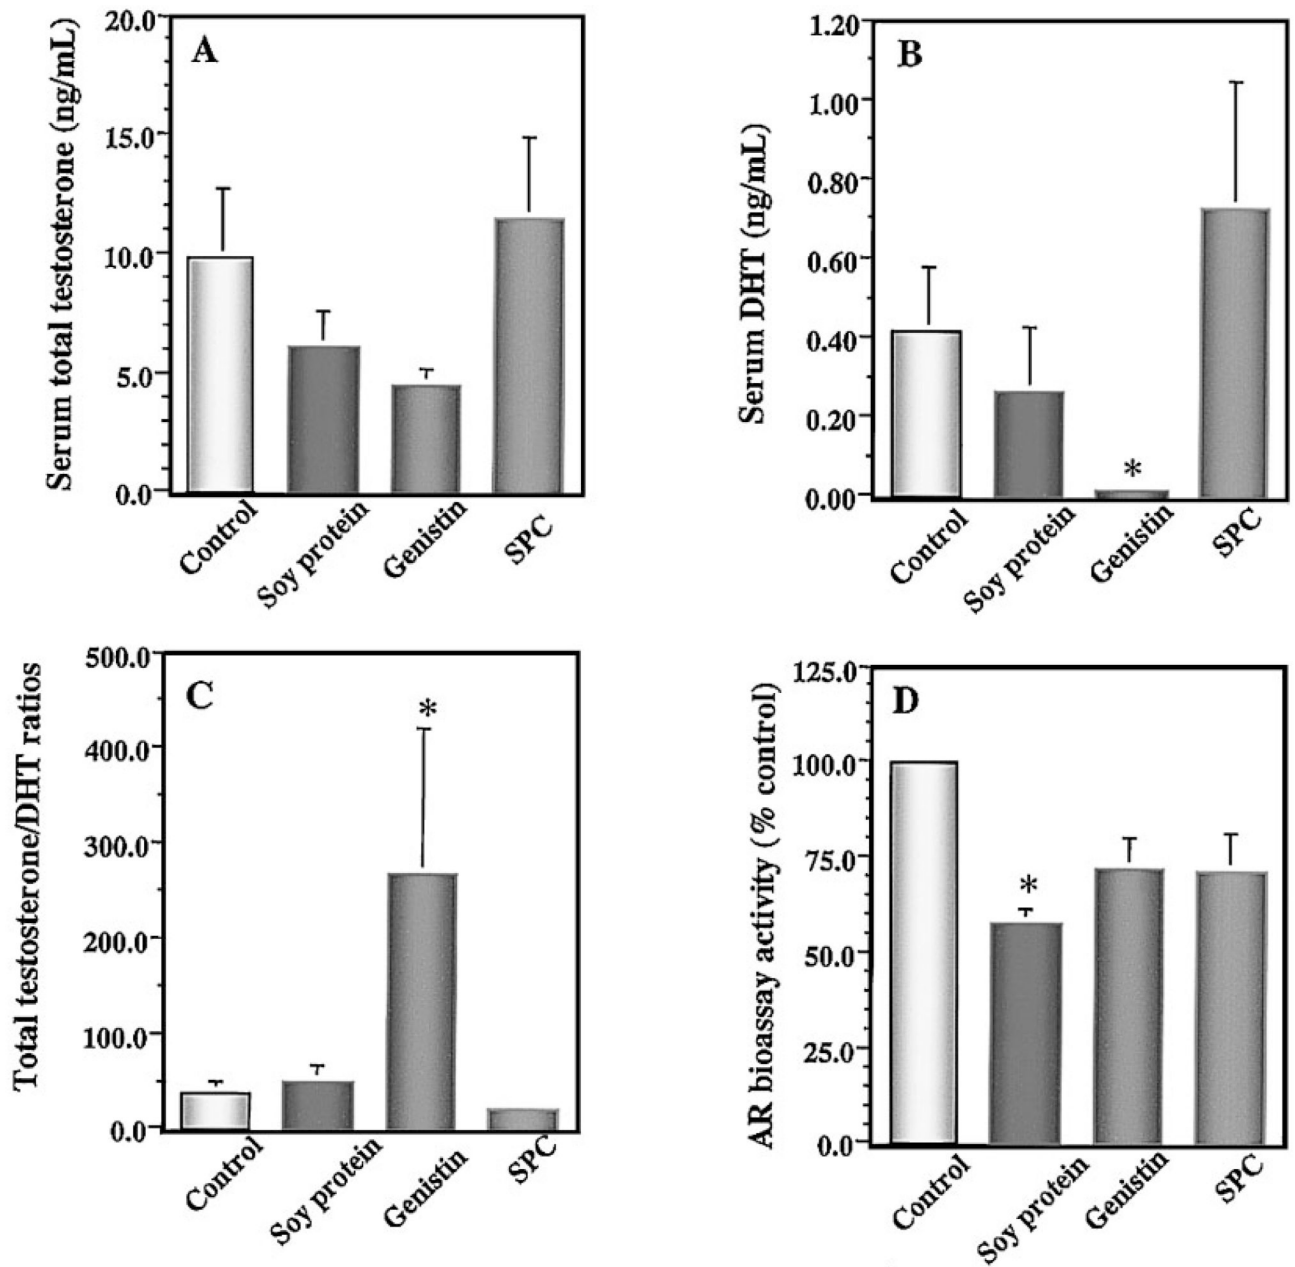 A
Serum total testosterone (ng/mL)
20.0
15.0
10.0
5.0
0.0
Control
Soy protein
Genistin
SPC
B
Serum DHT (ng/mL)
1.20
1.00
0.80
0.60
0.40
0.20
0.00
*
Control
Soy protein
Genistin
SPC
C
Total testosterone/DHT ratios
500.0
400.0
300.0
200.0
100.0
0.0
*
Control
Soy protein
Genistin
SPC
D
AR bioassay activity (% control)
125.0
100.0
75.0
50.0
25.0
0.0
*
Control
Soy protein
Genistin
SPC